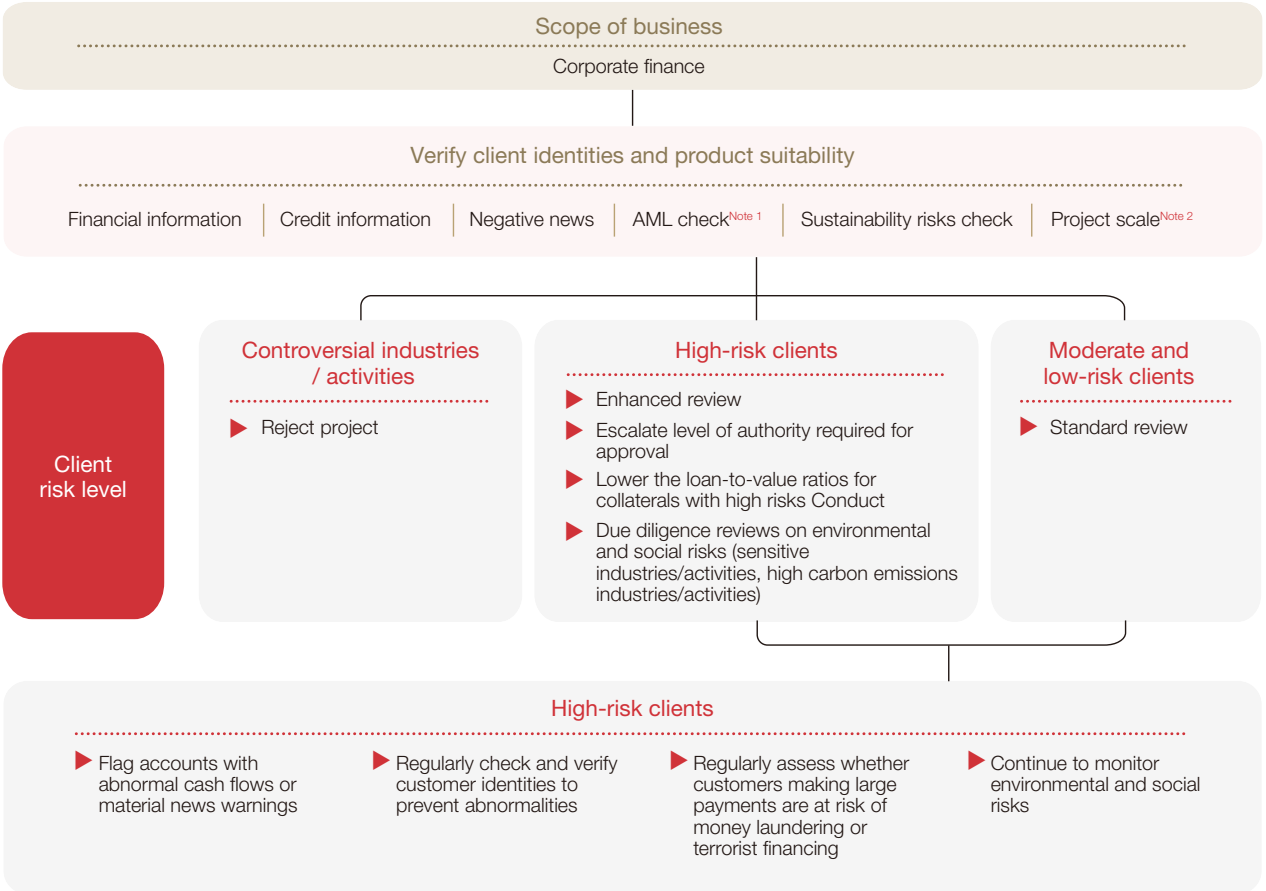 Scope of business
Corporate finance
Verify client identities and product suitability
Financial information
Credit information
Negative news
AML check Note 1
Sustainability risks check
Project scale Note 2
Client
risk level
Controversial industries
/ activities
Reject project
High-risk clients
Enhanced review
Escalate level of authority required for
approval
Lower the loan-to-value ratios for
collaterals with high risks Conduct
Due diligence reviews on environmental
and social risks (sensitive
industries/activities, high carbon emissions
industries/activities)
Moderate and
low-risk clients
Standard review
High-risk clients
Flag accounts with
abnormal cash flows or
material news warnings
Regularly check and verify
customer identities to
prevent abnormalities
Regularly assess whether
customers making large
payments are at risk of
money laundering or
terrorist financing
Continue to monitor
environmental and social
risks